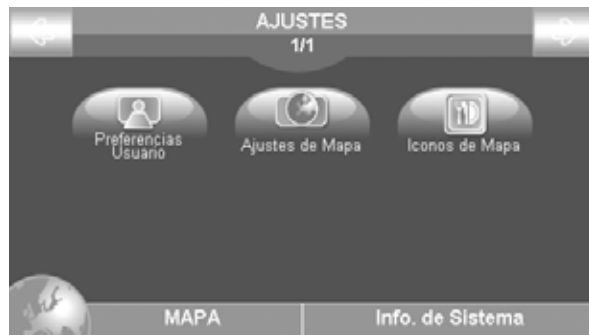 AJUSTES
1/1
Preferencias
Usuario
Ajustes de Mapa
Iconos de Mapa
MAPA
Info. de Sistema